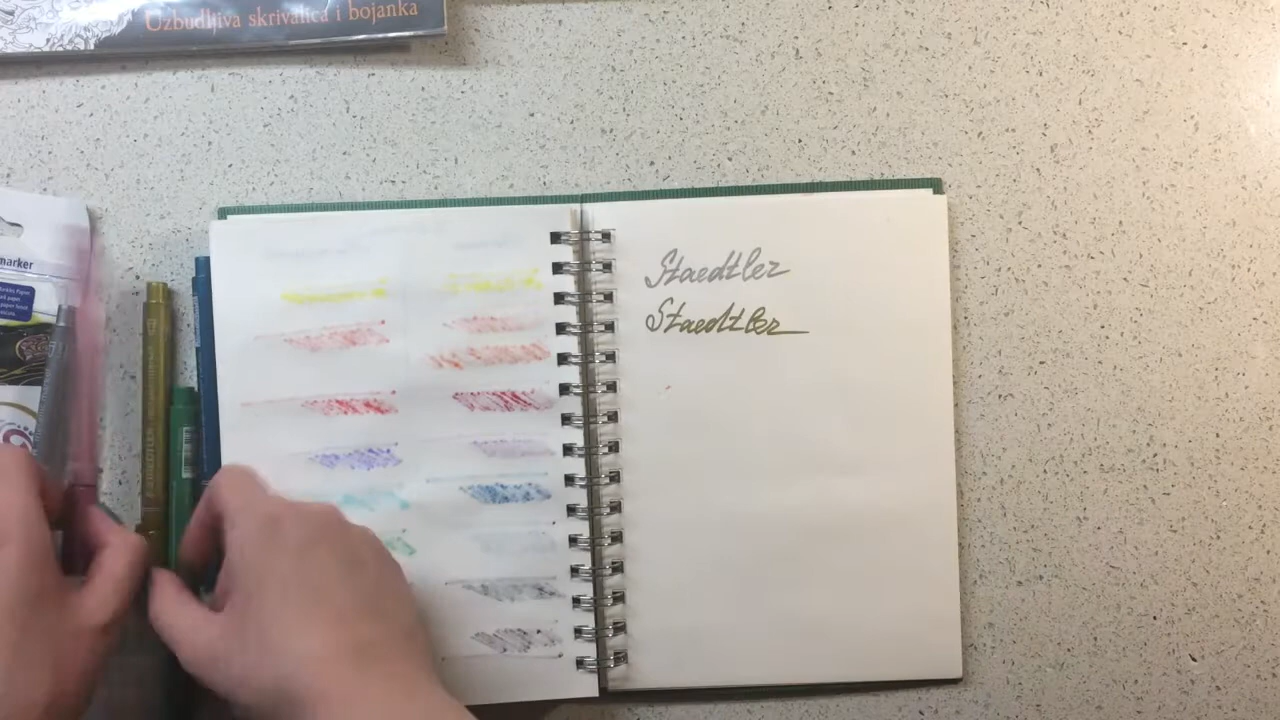 Uzbudljiva skrivalica i bojanka
marker
Staedtler
Staedtler